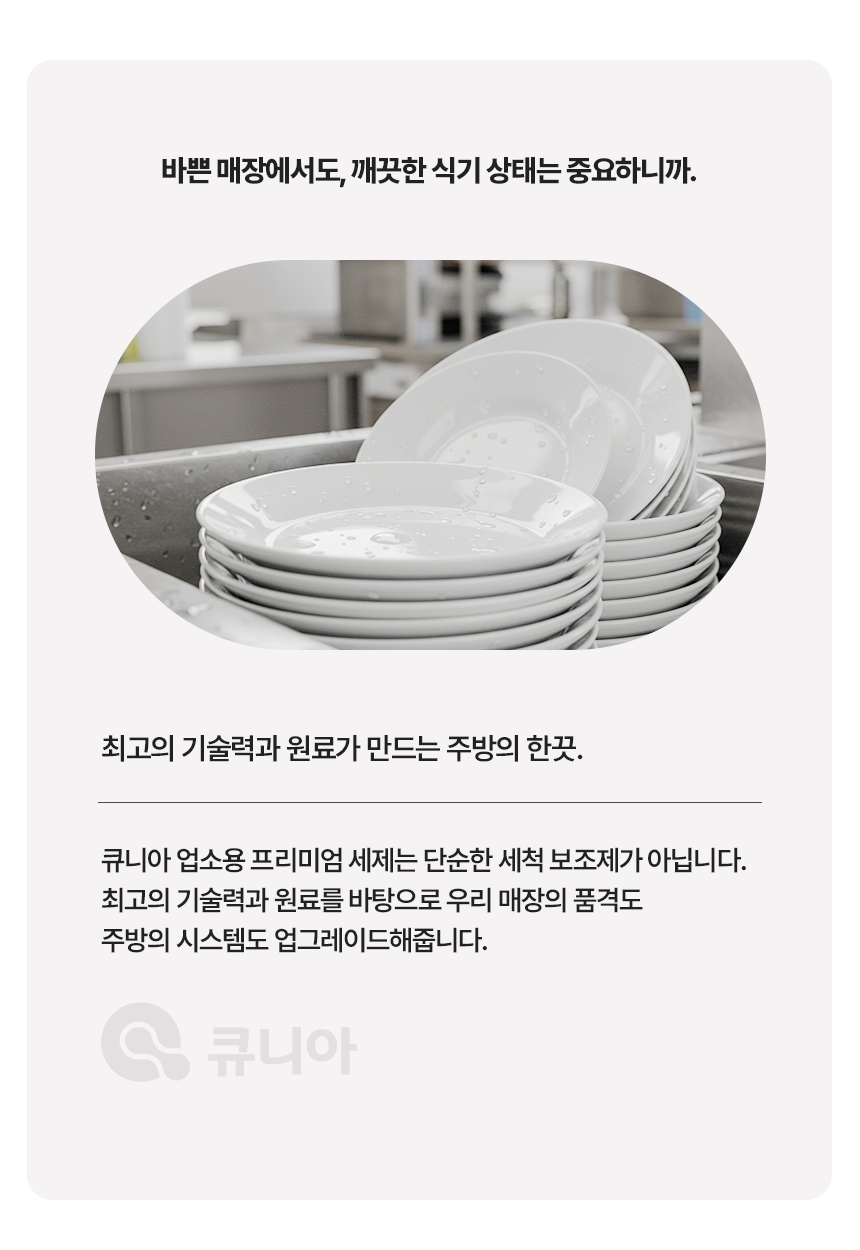 바쁜 매장에서도, 깨끗한 식기 상태는 중요하니까.
최고의 기술력과 원료가 만드는 주방의 한끗.
큐니아 업소용 프리미엄 세제는 단순한 세척 보조제가 아닙니다.
최고의 기술력과 원료를 바탕으로 우리 매장의 품격도
주방의 시스템도 업그레이드해줍니다.
큐니아